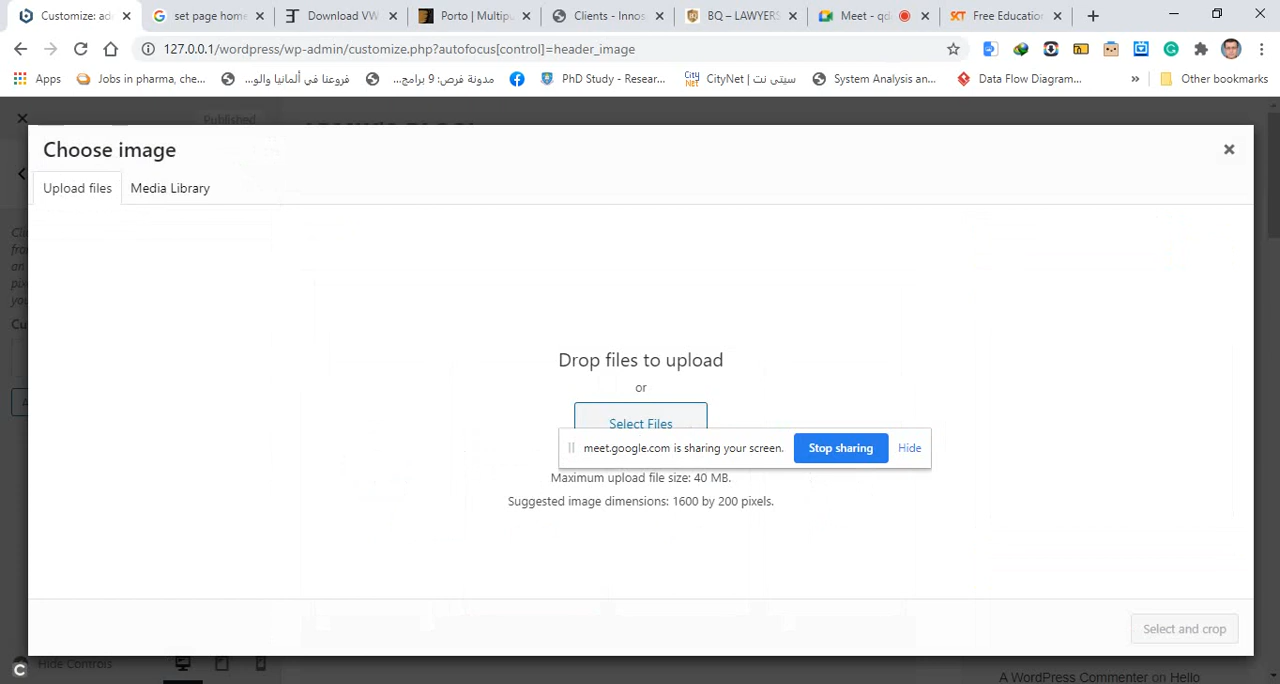 Customize: ad
set page home
Download VW
Porto | Multipu
Clients - Innos
BQ – LAWYERS
Meet - qd
Free Education
127.0.0.1/wordpress/wp-admin/customize.php?autofocus[control]=header_image
Apps
Jobs in pharma, che...
فروعنا في ألمانيا والو...
مدونة فرص: 9 برامج...
PhD Study - Resear...
CityNet | سيتى نت
System Analysis an...
Data Flow Diagram...
»
Other bookmarks
Published
Choose image
Upload files
Media Library
Drop files to upload
or
Select Files
meet.google.com is sharing your screen.
Stop sharing
Hide
Maximum upload file size: 40 MB.
Suggested image dimensions: 1600 by 200 pixels.
Select and crop
Hide Controls
A WordPress Commenter on Hello